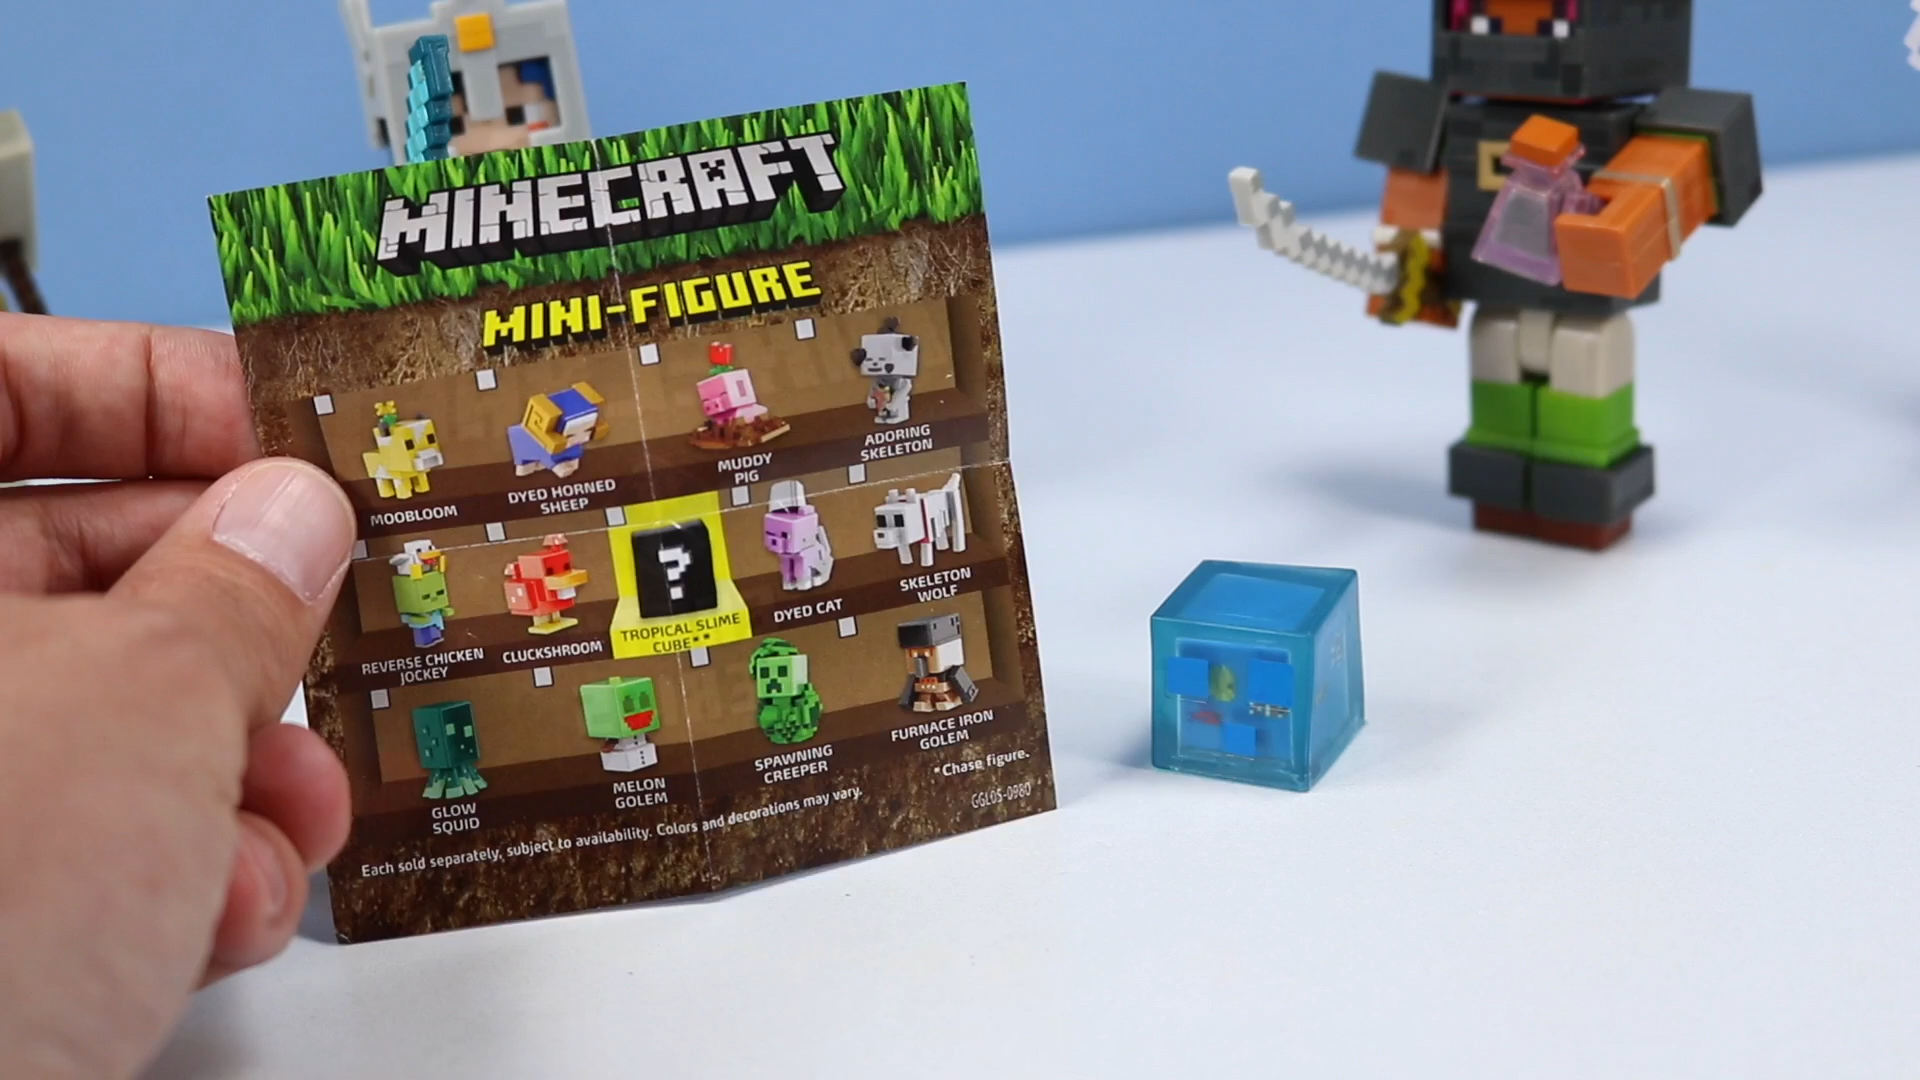 MINECRAFT
MINI-FIGURE
MOOBLOOM
DYED HORNED
SHEEP
MUDDY
PIG
ADORING
SKELETON
REVERSE CHICKEN
JOCKEY
CLUCKSHROOM
?
TROPICAL SLIME
CUBE**
DYED CAT
SKELETON
WOLF
GLOW
SQUID
MELON
GOLEM
SPAWNING
CREEPER
FURNACE IRON
GOLEM
*Chase figure.
Each sold separately, subject to availability. Colors and decorations may vary.
GGL05-0980